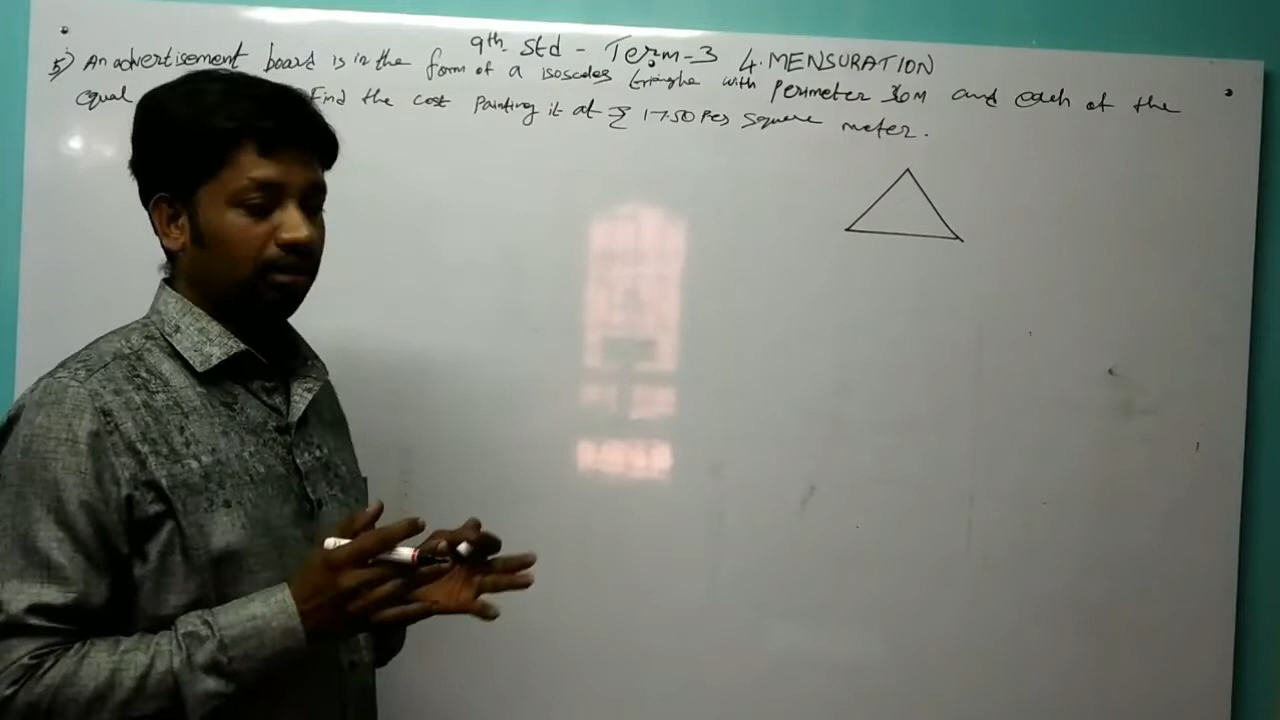 9th Std - Term-3 4. MENSURATION
5) An advertisement board is in the form of a isosceles triangle with perimeter 36M and each of the
equal Find the cost Painting it at ₹ 17.50 Per square meter.